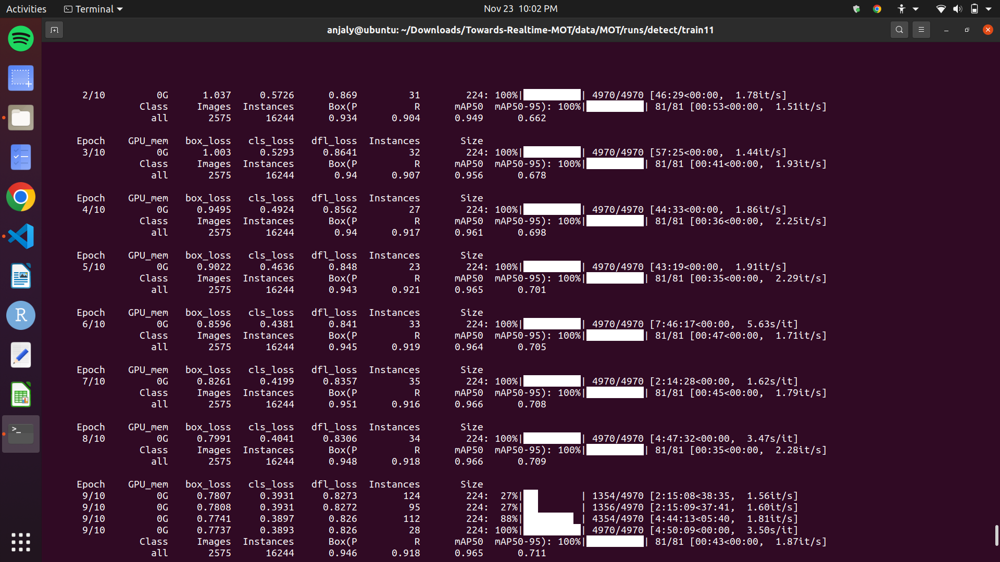 Activities Terminal Nov 23 10:02 PM
anjaly@ubuntu: ~/Downloads/Towards-Realtime-MOT/data/MOT/runs/detect/train11
2/10 0G 1.037 0.5726 0.869 31 224: 100%| | 4970/4970 [46:29<00:00, 1.78it/s]
Class Images Instances Box(P R mAP50 mAP50-95): 100%| | 81/81 [00:53<00:00, 1.51it/s]
all 2575 16244 0.934 0.904 0.949 0.662
Epoch GPU_mem box_loss cls_loss dfl_loss Instances Size
3/10 0G 1.003 0.5293 0.8641 32 224: 100%| | 4970/4970 [57:25<00:00, 1.44it/s]
Class Images Instances Box(P R mAP50 mAP50-95): 100%| | 81/81 [00:41<00:00, 1.93it/s]
all 2575 16244 0.94 0.907 0.956 0.678
Epoch GPU_mem box_loss cls_loss dfl_loss Instances Size
4/10 0G 0.9495 0.4924 0.8562 27 224: 100%| | 4970/4970 [44:33<00:00, 1.86it/s]
Class Images Instances Box(P R mAP50 mAP50-95): 100%| | 81/81 [00:36<00:00, 2.25it/s]
all 2575 16244 0.94 0.917 0.961 0.698
Epoch GPU_mem box_loss cls_loss dfl_loss Instances Size
5/10 0G 0.9022 0.4636 0.848 23 224: 100%| | 4970/4970 [43:19<00:00, 1.91it/s]
Class Images Instances Box(P R mAP50 mAP50-95): 100%| | 81/81 [00:35<00:00, 2.29it/s]
all 2575 16244 0.943 0.921 0.965 0.701
Epoch GPU_mem box_loss cls_loss dfl_loss Instances Size
6/10 0G 0.8596 0.4381 0.841 33 224: 100%| | 4970/4970 [7:46:17<00:00, 5.63s/it]
Class Images Instances Box(P R mAP50 mAP50-95): 100%| | 81/81 [00:47<00:00, 1.71it/s]
all 2575 16244 0.945 0.919 0.964 0.705
Epoch GPU_mem box_loss cls_loss dfl_loss Instances Size
7/10 0G 0.8261 0.4199 0.8357 35 224: 100%| | 4970/4970 [2:14:28<00:00, 1.62s/it]
Class Images Instances Box(P R mAP50 mAP50-95): 100%| | 81/81 [00:45<00:00, 1.79it/s]
all 2575 16244 0.951 0.916 0.966 0.708
Epoch GPU_mem box_loss cls_loss dfl_loss Instances Size
8/10 0G 0.7991 0.4041 0.8306 34 224: 100%| | 4970/4970 [4:47:32<00:00, 3.47s/it]
Class Images Instances Box(P R mAP50 mAP50-95): 100%| | 81/81 [00:35<00:00, 2.28it/s]
all 2575 16244 0.948 0.918 0.966 0.709
Epoch GPU_mem box_loss cls_loss dfl_loss Instances Size
9/10 0G 0.7807 0.3931 0.8273 124 224: 27%| | 1354/4970 [2:15:08<38:35, 1.56it/s]
9/10 0G 0.7808 0.3931 0.8272 95 224: 27%| | 1356/4970 [2:15:09<37:41, 1.60it/s]
9/10 0G 0.7741 0.3897 0.826 112 224: 88%| | 4354/4970 [4:44:13<05:40, 1.81it/s]
9/10 0G 0.7737 0.3893 0.826 28 224: 100%| | 4970/4970 [4:50:09<00:00, 3.50s/it]
Class Images Instances Box(P R mAP50 mAP50-95): 100%| | 81/81 [00:43<00:00, 1.87it/s]
all 2575 16244 0.946 0.918 0.965 0.711